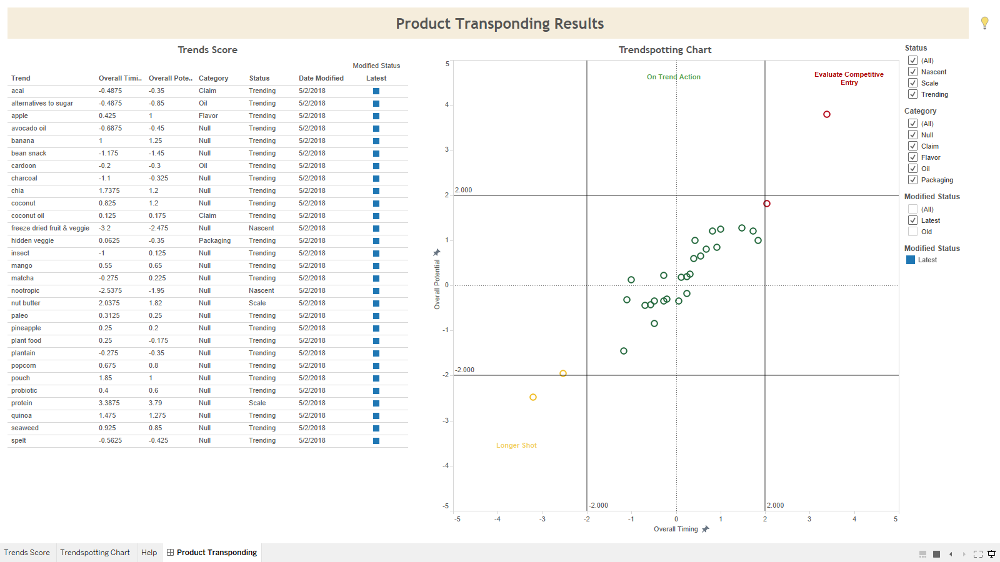 Product Transponding Results
Trends Score
Modified Status
Trend Overall Timi.. Overall Pote.. Category Status Date Modified Latest
acai -0.4875 -0.35 Claim Trending 5/2/2018
alternatives to sugar -0.4875 -0.85 Oil Trending 5/2/2018
apple 0.425 1 Flavor Trending 5/2/2018
avocado oil -0.6875 -0.45 Null Trending 5/2/2018
banana 1 1.25 Null Trending 5/2/2018
bean snack -1.175 -1.45 Null Trending 5/2/2018
cardoon -0.2 -0.3 Oil Trending 5/2/2018
charcoal -1.1 -0.325 Null Trending 5/2/2018
chia 1.7375 1.2 Null Trending 5/2/2018
coconut 0.825 1.2 Null Trending 5/2/2018
coconut oil 0.125 0.175 Claim Trending 5/2/2018
freeze dried fruit & veggie -3.2 -2.475 Null Nascent 5/2/2018
hidden veggie 0.0625 -0.35 Packaging Trending 5/2/2018
insect -1 0.125 Null Trending 5/2/2018
mango 0.55 0.65 Null Trending 5/2/2018
matcha -0.275 0.225 Null Trending 5/2/2018
nootropic -2.5375 -1.95 Null Nascent 5/2/2018
nut butter 2.0375 1.82 Null Scale 5/2/2018
paleo 0.3125 0.25 Null Trending 5/2/2018
pineapple 0.25 0.2 Null Trending 5/2/2018
plant food 0.25 -0.175 Null Trending 5/2/2018
plantain -0.275 -0.35 Null Trending 5/2/2018
popcorn 0.675 0.8 Null Trending 5/2/2018
pouch 1.85 1 Null Trending 5/2/2018
probiotic 0.4 0.6 Null Trending 5/2/2018
protein 3.3875 3.79 Null Scale 5/2/2018
quinoa 1.475 1.275 Null Trending 5/2/2018
seaweed 0.925 0.85 Null Trending 5/2/2018
spelt -0.5625 -0.425 Null Trending 5/2/2018
Trendspotting Chart
On Trend Action
Evaluate Competitive
Entry
Longer Shot
2.000
-2.000
-2.000
2.000
5
4
3
2
1
0
-1
-2
-3
-4
-5
Overall Potential
-5 -4 -3 -2 -1 0 1 2 3 4 5
Overall Timing
Status
(All)
Nascent
Scale
Trending
Category
(All)
Null
Claim
Flavor
Oil
Packaging
Modified Status
(All)
Latest
Old
Modified Status
Latest
Trends Score Trendspotting Chart Help Product Transponding